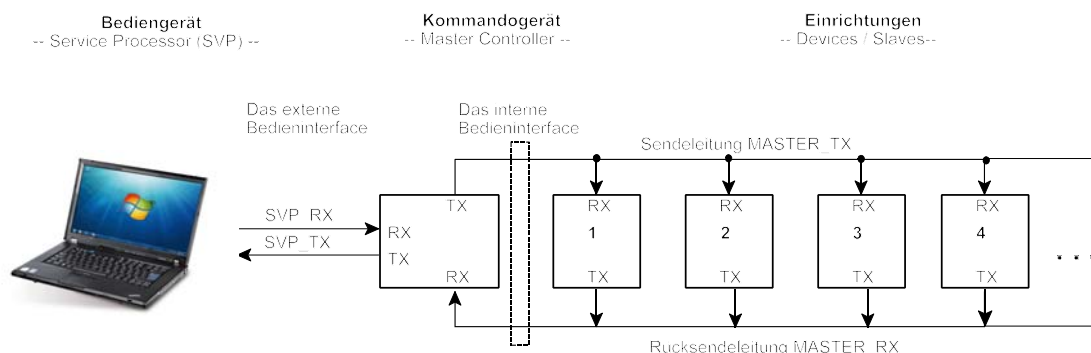 Bediengerät
-- Service Processor (SVP) --
Kommandogerät
-- Master Controller --
Einrichtungen
-- Devices / Slaves--
Das externe
Bedieninterface
Das interne
Bedieninterface
Sendeleitung MASTER_TX
SVP_RX
SVP_TX
TX
RX
TX
RX
RX
1
TX
RX
2
TX
RX
3
TX
RX
4
TX
. . .
Rucksendeleitung MASTER_RX